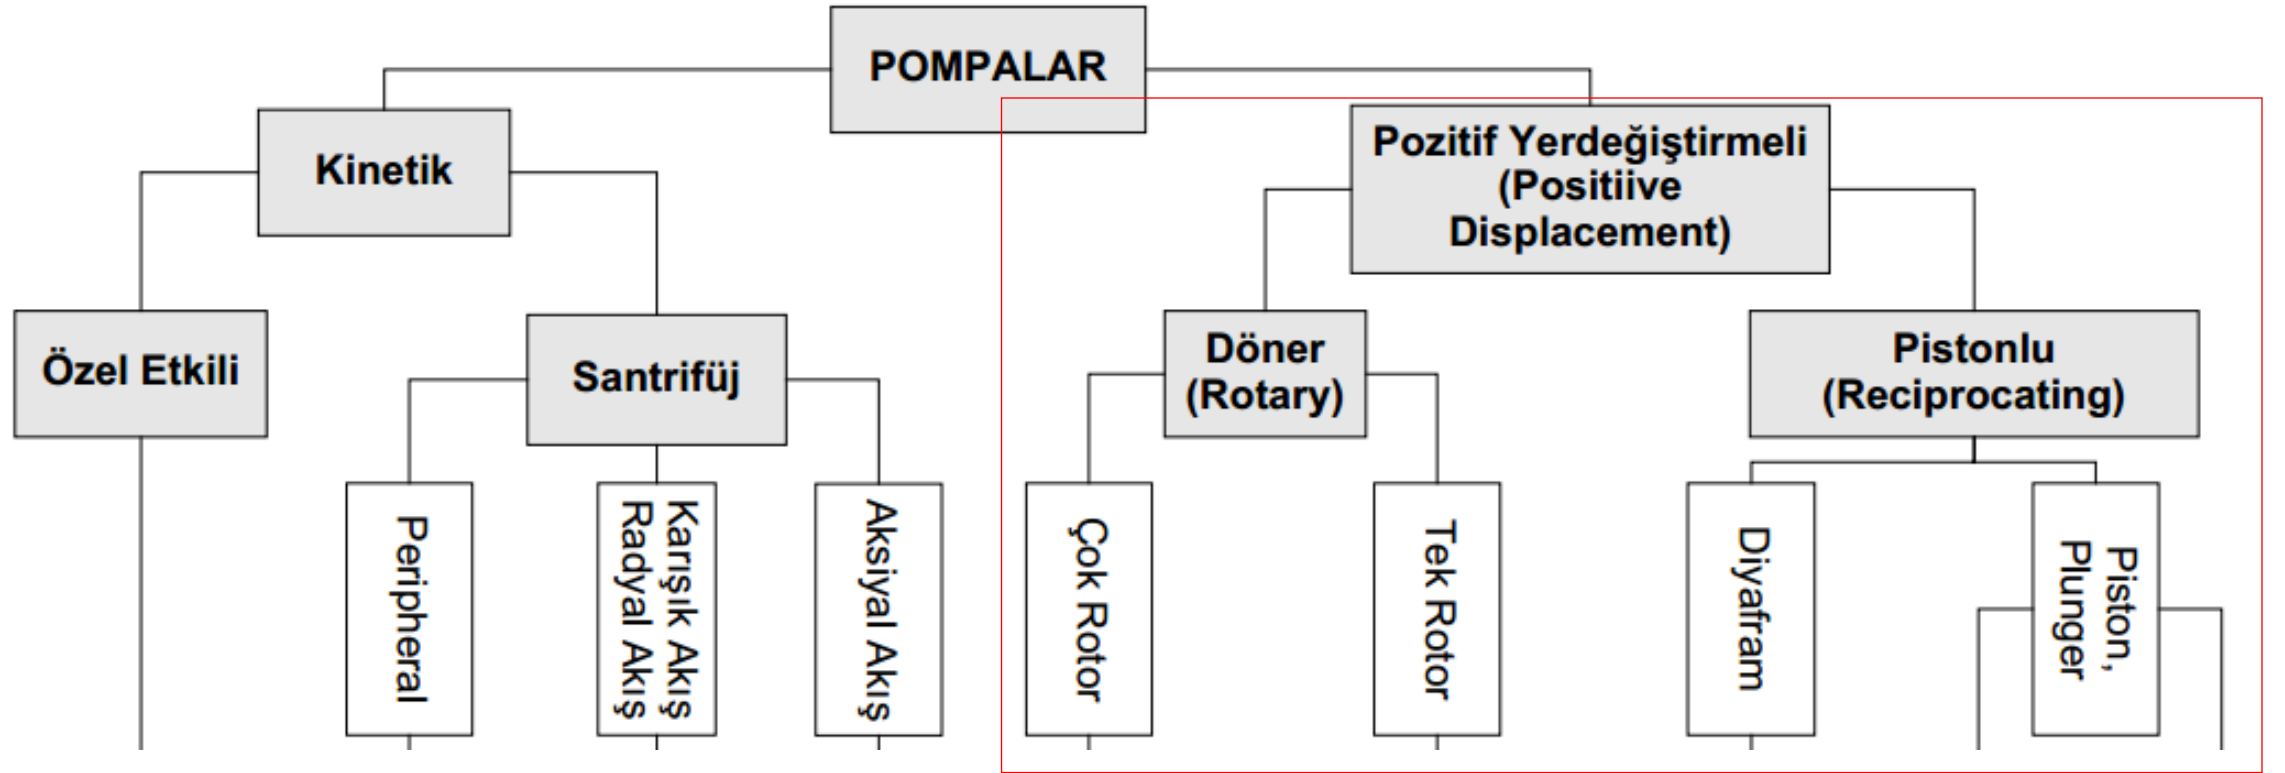 POMPALAR
Kinetik
Pozitif Yerdeğiştirmeli
(Positiive
Displacement)
Özel Etkili
Santrifüj
Döner
(Rotary)
Pistonlu
(Reciprocating)
Peripheral
Karışık Akış
Radyal Akış
Aksiyal Akış
Çok Rotor
Tek Rotor
Diyafram
Piston,
Plunger